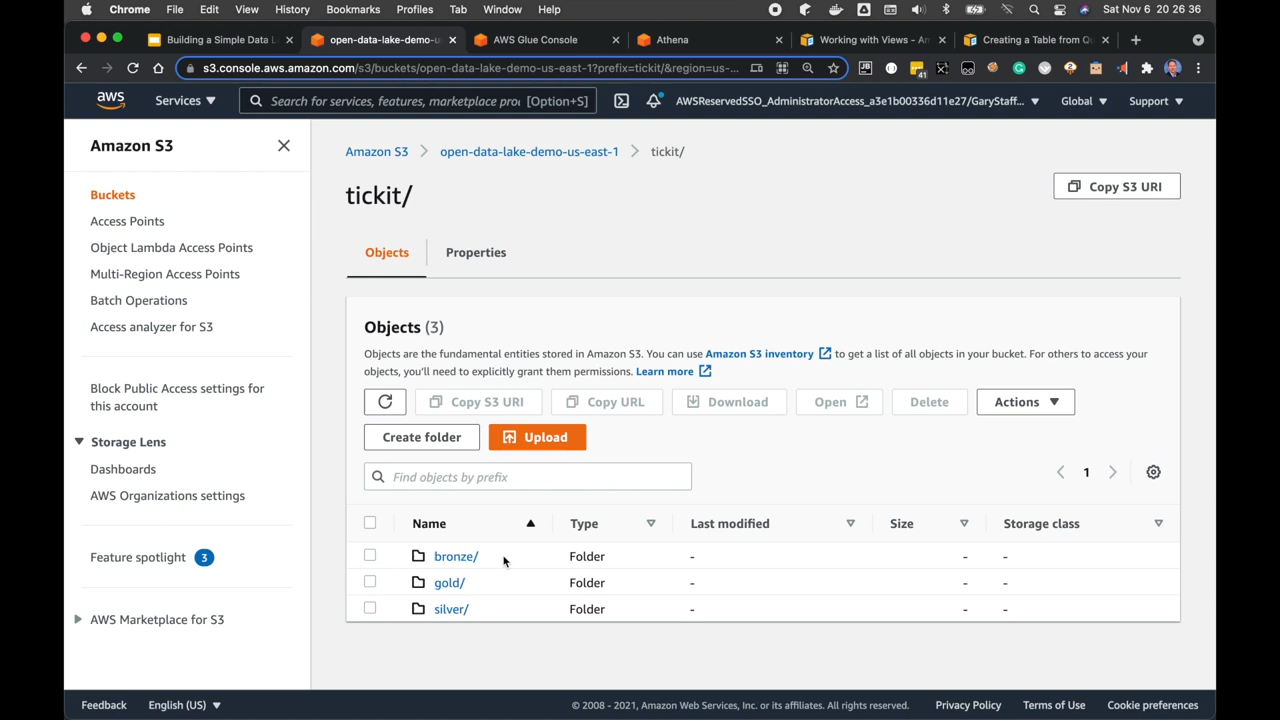 Chrome File Edit View History Bookmarks Profiles Tab Window Help Sat Nov 6 20 26 36
Building a Simple Data L open-data-lake-demo-u AWS Glue Console Athena Working with Views - Am Creating a Table from Qu
s3.console.aws.amazon.com/s3/buckets/open-data-lake-demo-us-east-1?prefix=tickit/&region=us-... 41
aws Services ▼ Search for services, features, marketplace pro [Option+S] AWSReservedSSO_AdministratorAccess_a3e1b00336d11e27/GaryStaff... ▼ Global ▼ Support ▼
Amazon S3
Buckets
Access Points
Object Lambda Access Points
Multi-Region Access Points
Batch Operations
Access analyzer for S3
Block Public Access settings for
this account
Storage Lens
Dashboards
AWS Organizations settings
Feature spotlight 3
AWS Marketplace for S3
Amazon S3 > open-data-lake-demo-us-east-1 > tickit/
tickit/
Copy S3 URI
Objects Properties
Objects (3)
Objects are the fundamental entities stored in Amazon S3. You can use Amazon S3 inventory to get a list of all objects in your bucket. For others to access your
objects, you'll need to explicitly grant them permissions. Learn more
Copy S3 URI Copy URL Download Open Delete Actions ▼
Create folder Upload
Find objects by prefix
1
Name Type Last modified Size Storage class
bronze/ Folder - - -
gold/ Folder - - -
silver/ Folder - - -
Feedback English (US) ▼ © 2008 - 2021, Amazon Web Services, Inc. or its affiliates. All rights reserved. Privacy Policy Terms of Use Cookie preferences